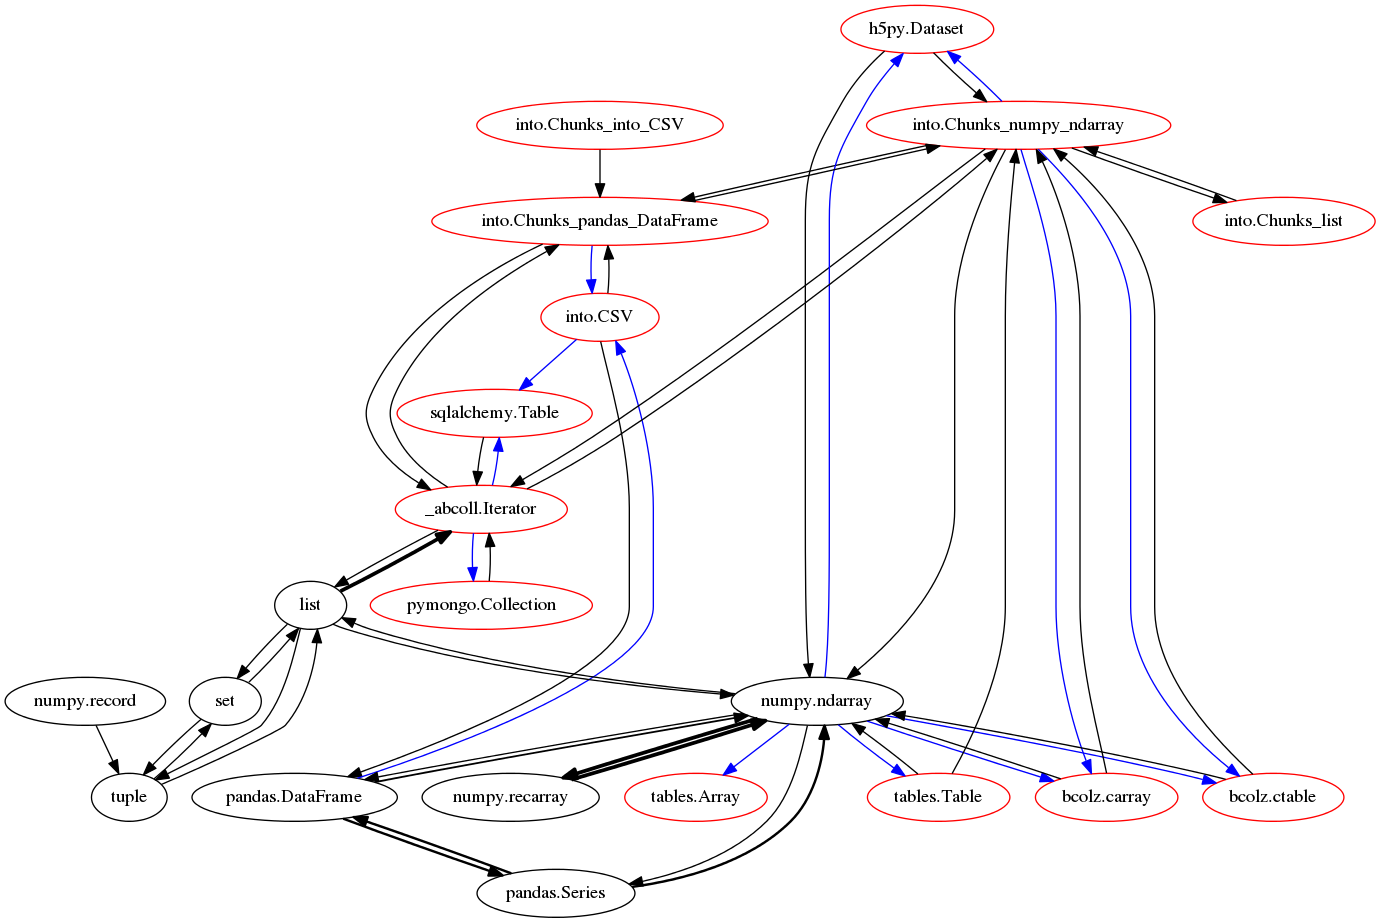 h5py.Dataset
into.Chunks_into_CSV
into.Chunks_numpy_ndarray
into.Chunks_pandas_DataFrame
into.Chunks_list
into.CSV
sqlalchemy.Table
_abcoll.Iterator
list
pymongo.Collection
numpy.record
set
numpy.ndarray
tuple
pandas.DataFrame
numpy.recarray
tables.Array
tables.Table
bcolz.carray
bcolz.ctable
pandas.Series